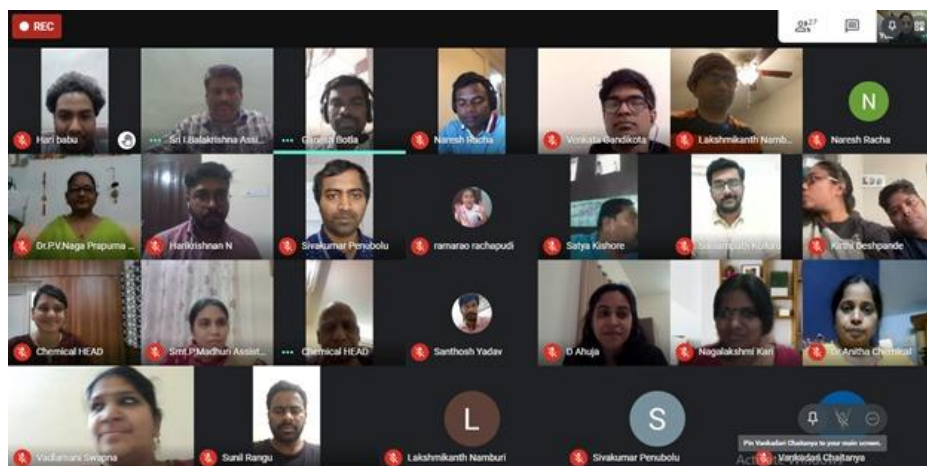 REC
27
Hari babu
Sri I.Balakrishna Assi...
Ganesh Botla
Naresh Racha
Venkata Gandikota
Lakshmikanth Namb...
N
Naresh Racha
Dr.P.V.Naga Prapurna ...
Harikrishnan N
Sivakumar Penubolu
ramarao rachapudi
Satya Kishore
Kirthi Deshpande
Chemical HEAD
Smt.P.Madhuri Assist...
Chemical HEAD
Santhosh Yadav
D Ahuja
Nagalakshmi Kari
Dr.Anitha Chemical
Vadlamani Swapna
Sunil Rangu
L
Lakshmikanth Namburi
S
Sivakumar Penubolu
Pin Vankadari Chaitanya to your main screen.
Vankadari Chaitanya